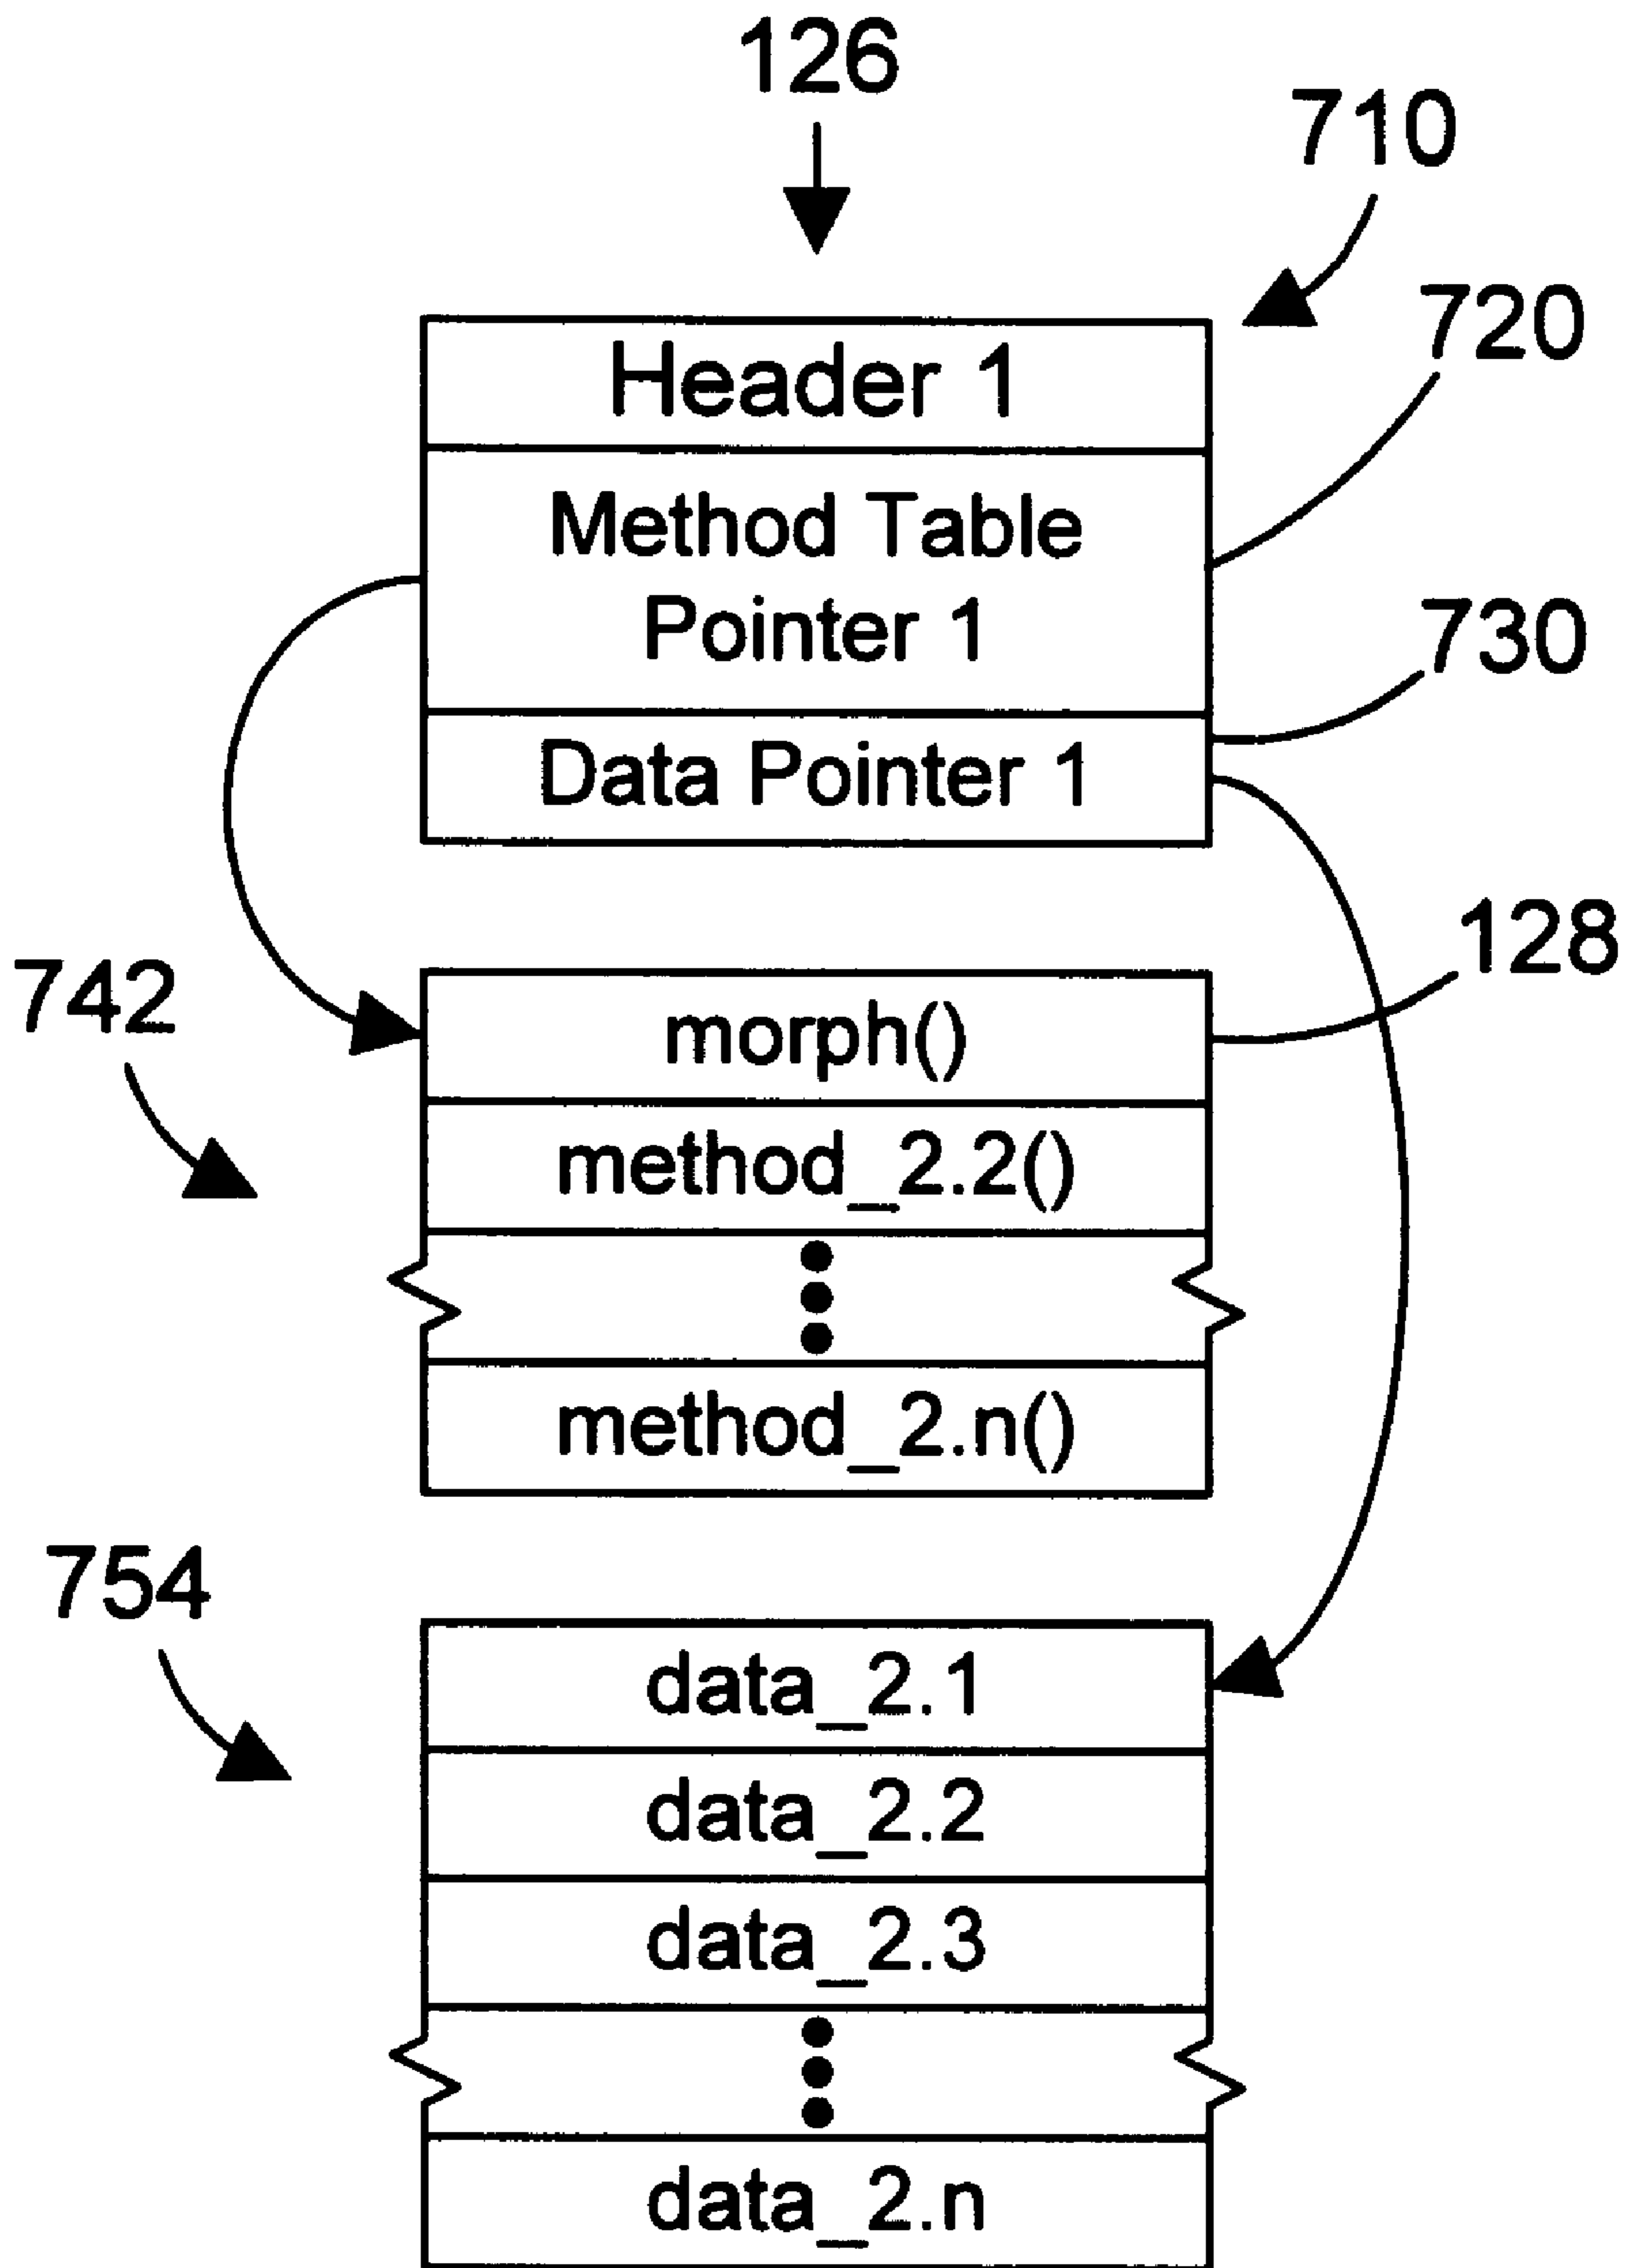 126
710
720
Header 1
Method Table
Pointer 1
730
Data Pointer 1
128
742
morph()
method_2.2()
method_2.n()
754
data_2.1
data_2.2
data_2.3
data_2.n